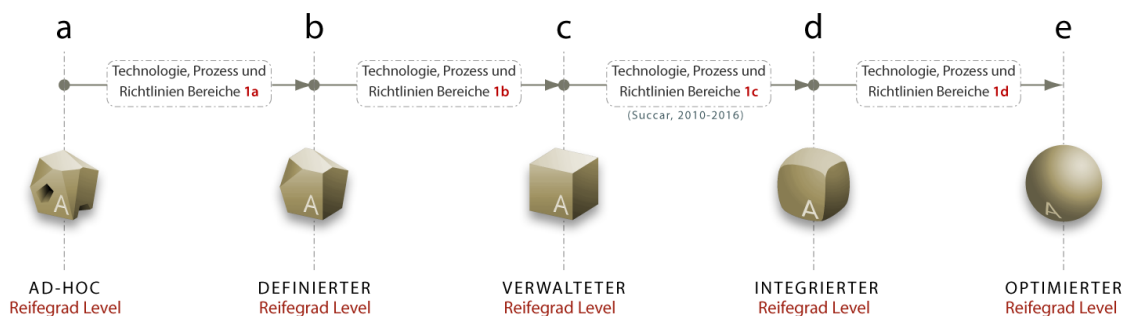 a b c d e
Technologie, Prozess und
Richtlinien Bereiche 1a
Technologie, Prozess und
Richtlinien Bereiche 1b
Technologie, Prozess und
Richtlinien Bereiche 1c
(Succar, 2010-2016)
Technologie, Prozess und
Richtlinien Bereiche 1d
A A A A A
AD-HOC
Reifegrad Level
DEFINIERTER
Reifegrad Level
VERWALTETER
Reifegrad Level
INTEGRIERTER
Reifegrad Level
OPTIMIERTER
Reifegrad Level